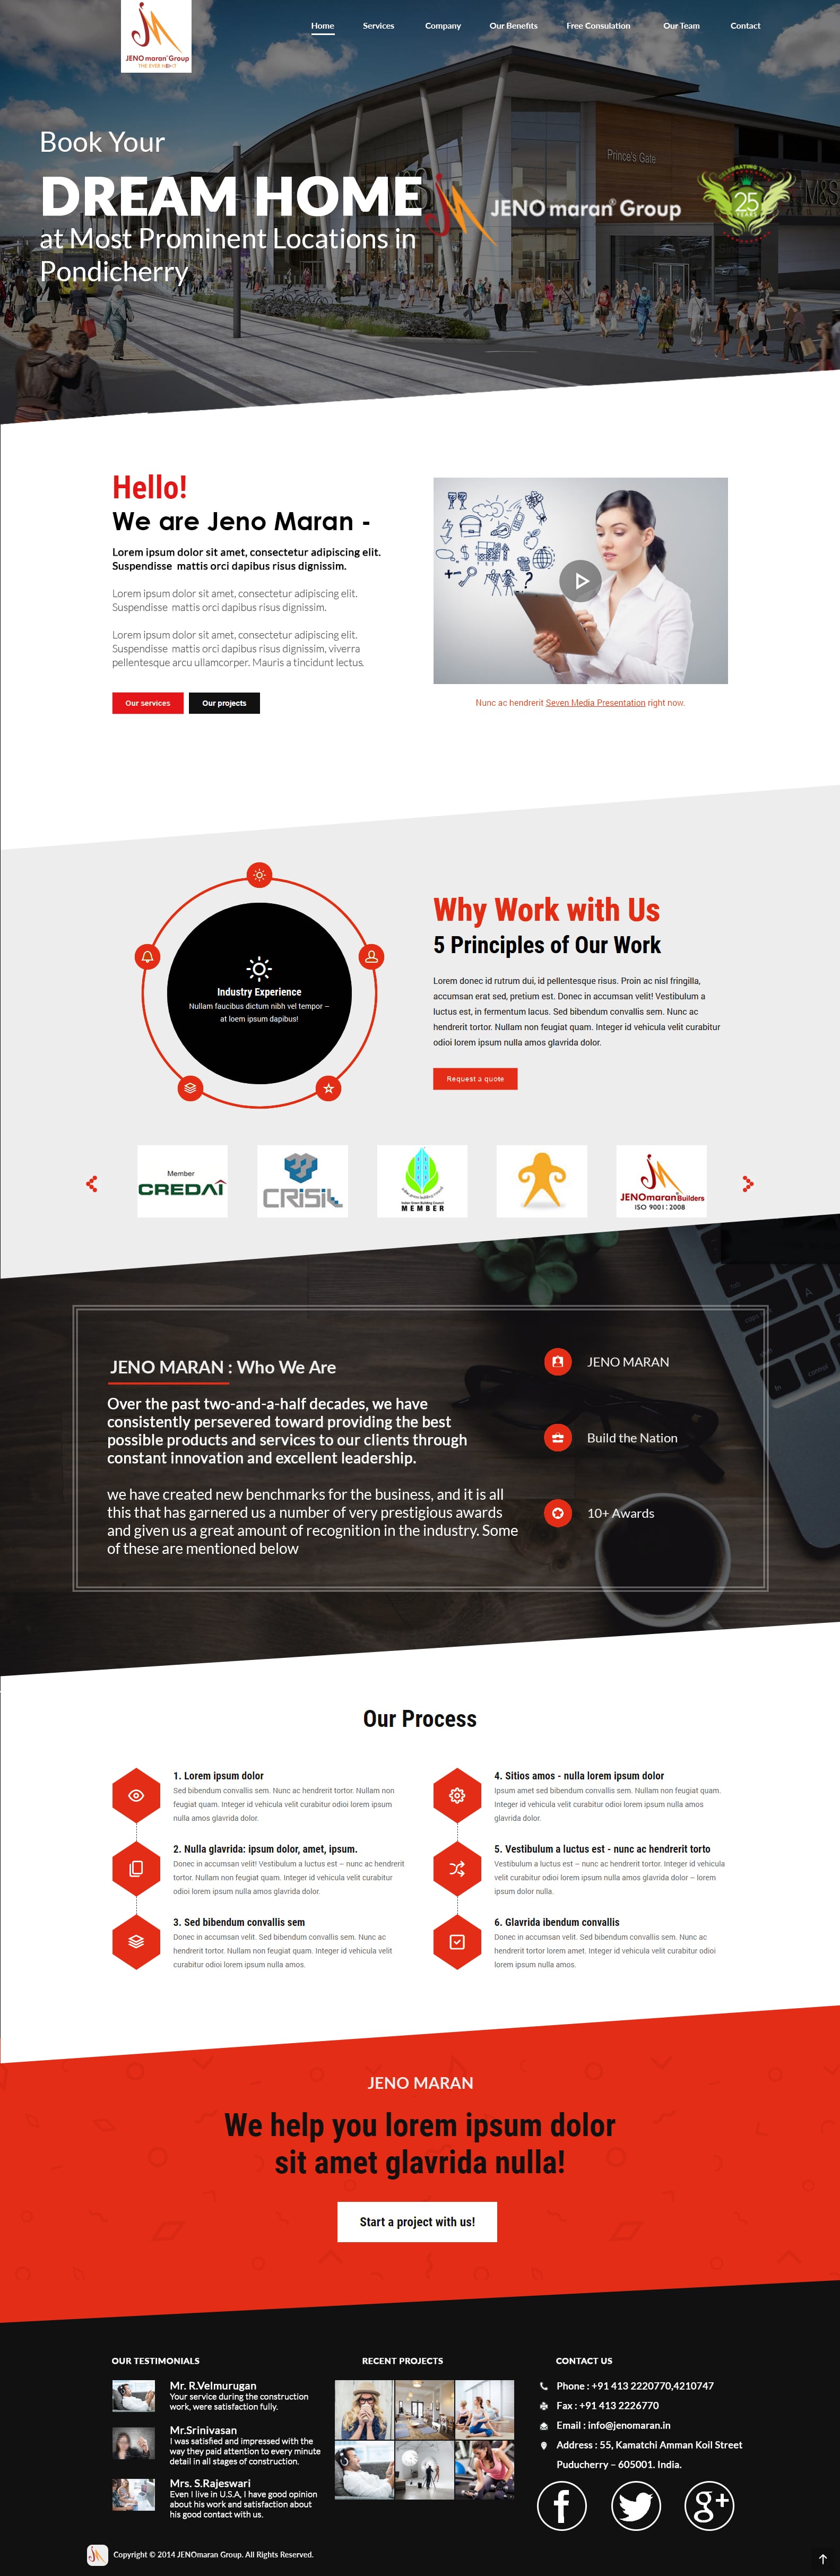 JENO maran® Group
Home Services Company Our Benefits Free Consulation Our Team Contact
Book Your
DREAM HOME
at Most Prominent Locations in
Pondicherry
Prince's Gate
M&S
JENO maran® Group
CELEBRATING TRUST
25
YEARS
Hello!
We are Jeno Maran -
Lorem ipsum dolor sit amet, consectetur adipiscing elit.
Suspendisse mattis orci dapibus risus dignissim.
Lorem ipsum dolor sit amet, consectetur adipiscing elit.
Suspendisse mattis orci dapibus risus dignissim.
Lorem ipsum dolor sit amet, consectetur adipiscing elit.
Suspendisse mattis orci dapibus risus dignissim, viverra
pellentesque arcu ullamcorper. Mauris a tincidunt lectus.
Our services Our projects
Nunc ac hendrerit Seven Media Presentation right now.
Industry Experience
Nullam faucibus dictum nibh vel tempor –
at loem ipsum dapibus!
Why Work with Us
5 Principles of Our Work
Lorem donec id rutrum dui, id pellentesque risus. Proin ac nisl fringilla,
accumsan erat sed, pretium est. Donec in accumsan velit! Vestibulum a
luctus est, in fermentum lacus. Sed bibendum convallis sem. Nunc ac
hendrerit tortor. Nullam non feugiat quam. Integer id vehicula velit curabitur
odioi lorem ipsum nulla amos glavrida dolor.
Request a quote
Member
CREDAI
CRISIL
MEMBER
JENOmaran Builders
ISO 9001 : 2008
JENO MARAN : Who We Are
Over the past two-and-a-half decades, we have
consistently persevered toward providing the best
possible products and services to our clients through
constant innovation and excellent leadership.
we have created new benchmarks for the business, and it is all
this that has garnered us a number of very prestigious awards
and given us a great amount of recognition in the industry. Some
of these are mentioned below
JENO MARAN
Build the Nation
10+ Awards
Our Process
1. Lorem ipsum dolor
Sed bibendum convallis sem. Nunc ac hendrerit tortor. Nullam non
feugiat quam. Integer id vehicula velit curabitur odioi lorem ipsum
nulla amos glavrida dolor.
2. Nulla glavrida: ipsum dolor, amet, ipsum.
Donec in accumsan velit! Vestibulum a luctus est – nunc ac hendrerit
tortor. Nullam non feugiat quam. Integer id vehicula velit curabitur
odioi lorem ipsum nulla amos glavrida dolor.
3. Sed bibendum convallis sem
Donec in accumsan velit. Sed bibendum convallis sem. Nunc ac
hendrerit tortor. Nullam non feugiat quam. Integer id vehicula velit
curabitur odioi lorem ipsum nulla amos.
4. Sitios amos - nulla lorem ipsum dolor
Ipsum amet sed bibendum convallis sem. Nullam non feugiat quam.
Integer id vehicula velit curabitur odioi lorem ipsum nulla amos
glavrida dolor.
5. Vestibulum a luctus est - nunc ac hendrerit torto
Vestibulum a luctus est – nunc ac hendrerit tortor. Integer id vehicula
velit curabitur odioi lorem ipsum nulla amos glavrida dolor – lorem
ipsum dolor nulla.
6. Glavrida ibendum convallis
Donec in accumsan velit. Sed bibendum convallis sem. Nunc ac
hendrerit tortor lorem amet. Integer id vehicula velit curabitur odioi
lorem ipsum nulla amos.
JENO MARAN
We help you lorem ipsum dolor
sit amet glavrida nulla!
Start a project with us!
OUR TESTIMONIALS
Mr. R.Velmurugan
Your service during the construction
work, were satisfaction fully.
Mr.Srinivasan
I was satisfied and impressed with the
way they paid attention to every minute
detail in all stages of construction.
Mrs. S.Rajeswari
Even I live in U.S.A, I have good opinion
about his work and satisfaction about
his good contact with us.
RECENT PROJECTS
CONTACT US
Phone : +91 413 2220770,4210747
Fax : +91 413 2226770
Email : info@jenomaran.in
Address : 55, Kamatchi Amman Koil Street
Puducherry – 605001. India.
Copyright © 2014 JENOmaran Group. All Rights Reserved.